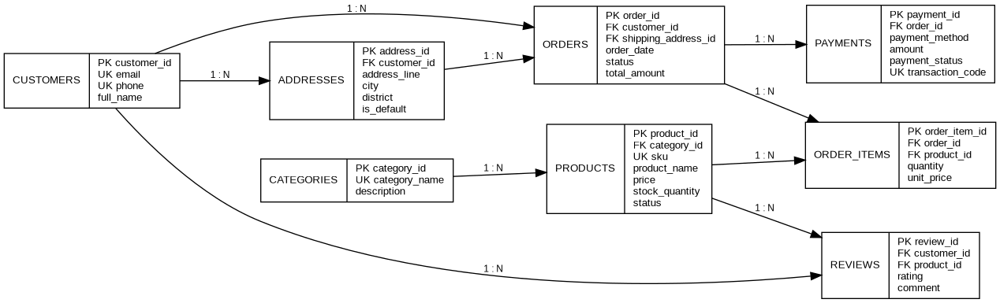 CUSTOMERS
PK customer_id
UK email
UK phone
full_name
1 : N
1 : N
1 : N
ADDRESSES
PK address_id
FK customer_id
address_line
city
district
is_default
1 : N
CATEGORIES
PK category_id
UK category_name
description
1 : N
ORDERS
PK order_id
FK customer_id
FK shipping_address_id
order_date
status
total_amount
1 : N
1 : N
PRODUCTS
PK product_id
FK category_id
UK sku
product_name
price
stock_quantity
status
1 : N
1 : N
PAYMENTS
PK payment_id
FK order_id
payment_method
amount
payment_status
UK transaction_code
ORDER_ITEMS
PK order_item_id
FK order_id
FK product_id
quantity
unit_price
REVIEWS
PK review_id
FK customer_id
FK product_id
rating
comment